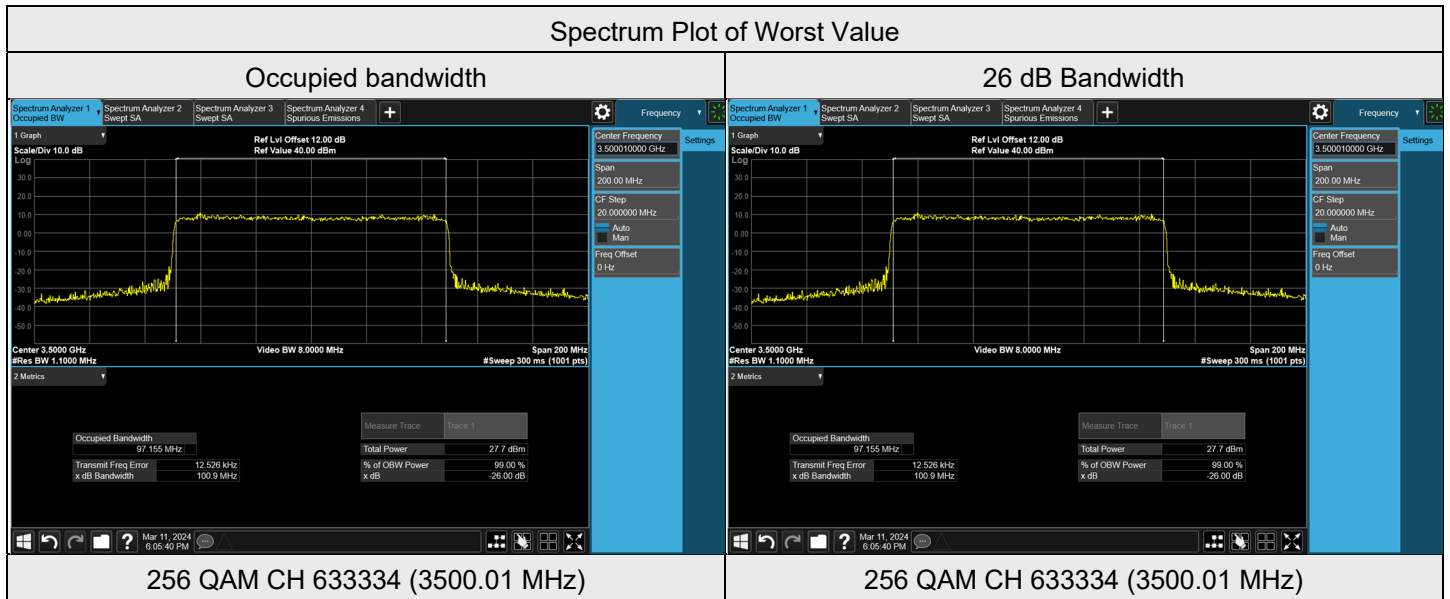 Spectrum Plot of Worst Value
Occupied bandwidth
26 dB Bandwidth
Spectrum Analyzer 1 Spectrum Analyzer 2 Spectrum Analyzer 3 Spectrum Analyzer 4 Frequency
Occupied BW Swept SA Swept SA Spurious Emissions
1 Graph Ref Lvl Offset 12.00 dB
Scale/Div 10.0 dB Ref Value 40.00 dBm
Log
30.0
20.0
10.0
0.00
-10.0
-20.0
-30.0
-40.0
-50.0
Center 3.5000 GHz Video BW 8.0000 MHz Span 200 MHz
#Res BW 1.1000 MHz #Sweep 300 ms (1001 pts)
Center Frequency Settings
3.500010000 GHz
Span
200.00 MHz
CF Step
20.000000 MHz
Auto
Man
Freq Offset
0 Hz
2 Metrics
Measure Trace Trace 1
Occupied Bandwidth
97.155 MHz Total Power 27.7 dBm
Transmit Freq Error 12.526 kHz % of OBW Power 99.00 %
x dB Bandwidth 100.9 MHz x dB -26.00 dB
? Mar 11, 2024
6:05:40 PM
Spectrum Analyzer 1 Spectrum Analyzer 2 Spectrum Analyzer 3 Spectrum Analyzer 4 Frequency
Occupied BW Swept SA Swept SA Spurious Emissions
1 Graph Ref Lvl Offset 12.00 dB
Scale/Div 10.0 dB Ref Value 40.00 dBm
Log
30.0
20.0
10.0
0.00
-10.0
-20.0
-30.0
-40.0
-50.0
Center 3.5000 GHz Video BW 8.0000 MHz Span 200 MHz
#Res BW 1.1000 MHz #Sweep 300 ms (1001 pts)
Center Frequency Settings
3.500010000 GHz
Span
200.00 MHz
CF Step
20.000000 MHz
Auto
Man
Freq Offset
0 Hz
2 Metrics
Measure Trace Trace 1
Occupied Bandwidth
97.155 MHz Total Power 27.7 dBm
Transmit Freq Error 12.526 kHz % of OBW Power 99.00 %
x dB Bandwidth 100.9 MHz x dB -26.00 dB
? Mar 11, 2024
6:05:40 PM
256 QAM CH 633334 (3500.01 MHz)
256 QAM CH 633334 (3500.01 MHz)